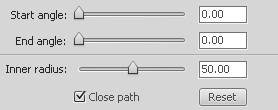 Start angle: 0.00
End angle: 0.00
Inner radius: 50.00
Close path Reset